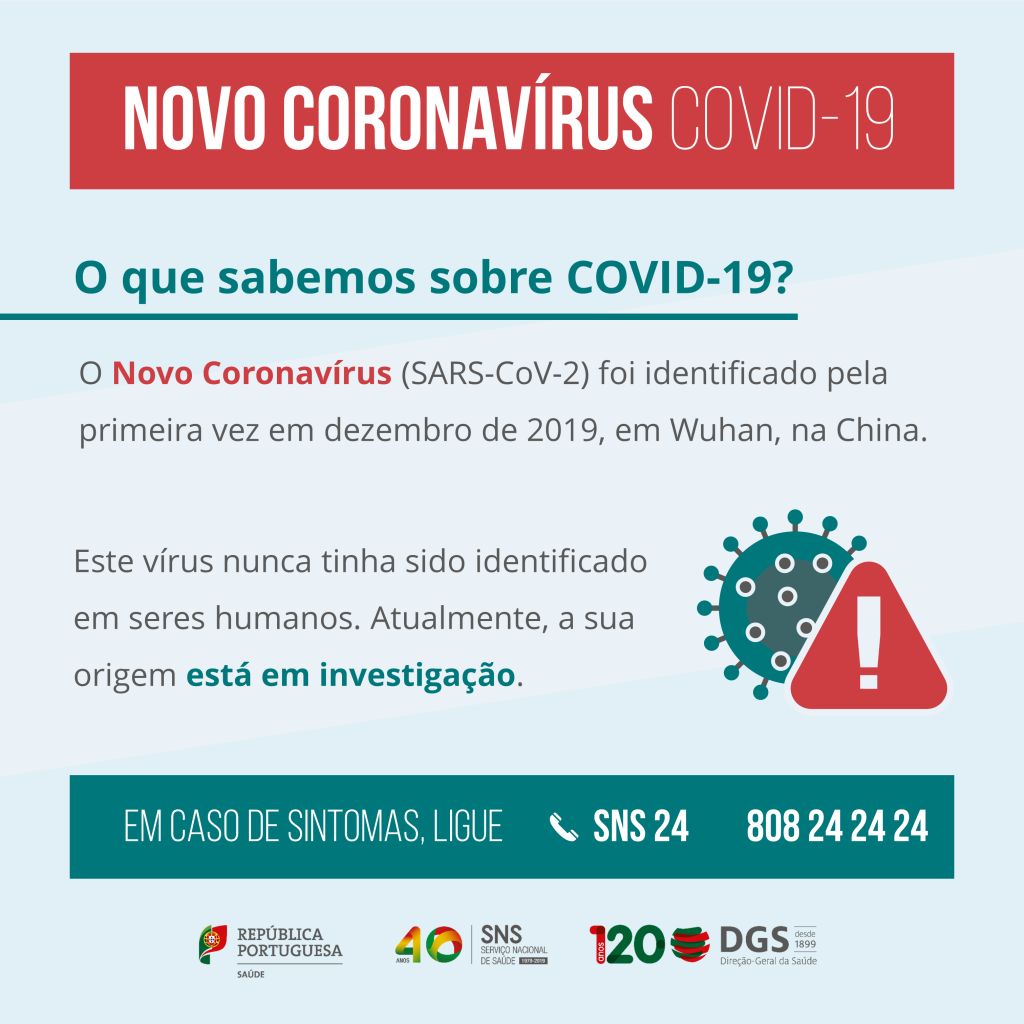 NOVO CORONAVÍRUS COVID-19
O que sabemos sobre COVID-19?
O Novo Coronavírus (SARS-CoV-2) foi identificado pela
primeira vez em dezembro de 2019, em Wuhan, na China.
Este vírus nunca tinha sido identificado
em seres humanos. Atualmente, a sua
origem está em investigação.
!
EM CASO DE SINTOMAS, LIGUE SNS 24 808 24 24 24
REPÚBLICA
PORTUGUESA
SAÚDE
40
ANOS
SNS
SERVIÇO NACIONAL
DE SAÚDE 1979-2019
120
anos
DGS desde
1899
Direção-Geral da Saúde